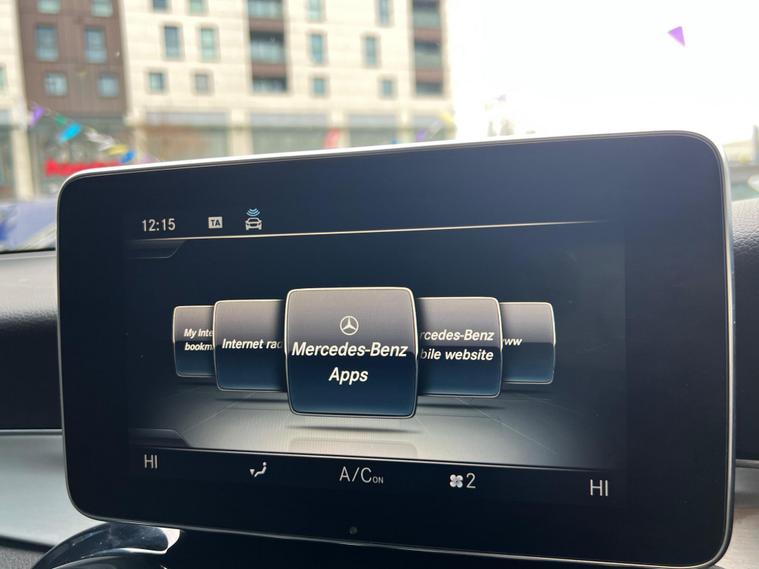 12:15 TA
My Inte
bookm
Internet rad
Mercedes-Benz
Apps
rcedes-Benz
bile website
ww
HI A/C ON 2 HI